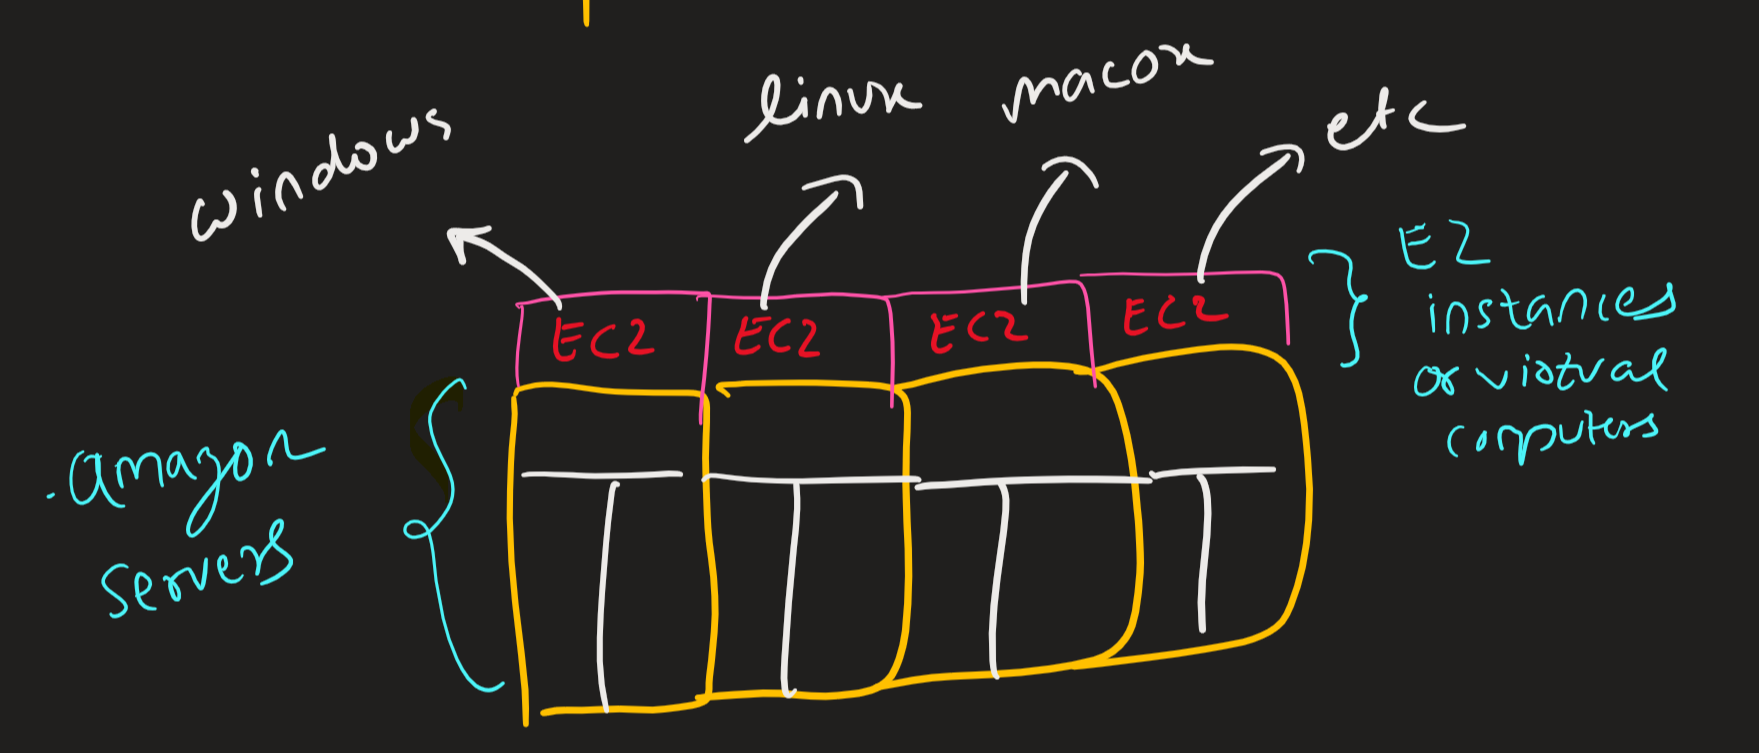 windows
linux
macox
etc
EC2
EC2
EC2
EC2
E2
instances
or virtual
computers
amazon
servers